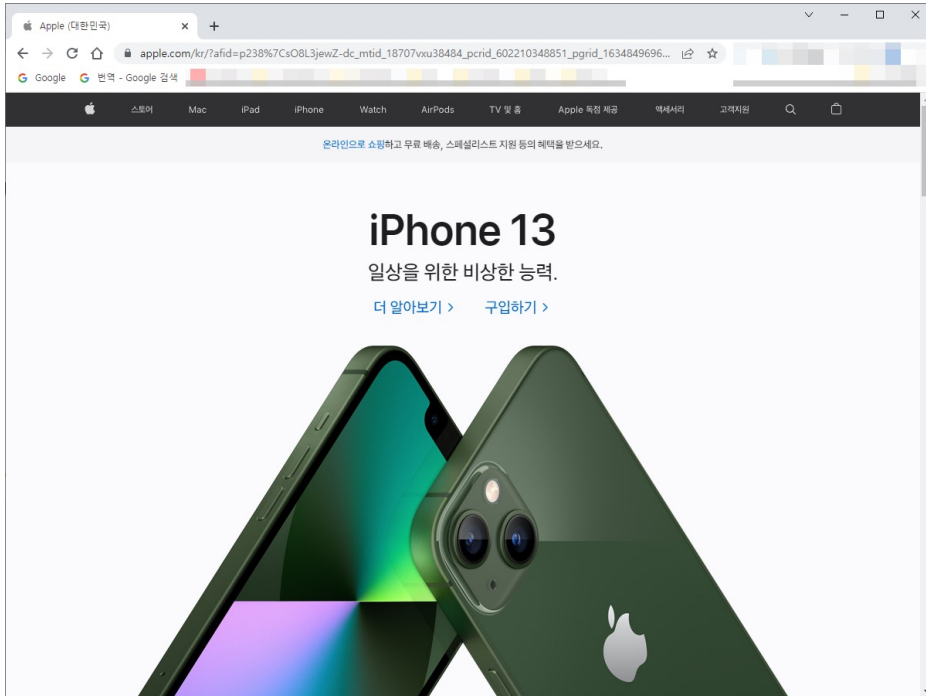 Apple (대한민국)
apple.com/kr/?afid=p238%7CsO8L3jewZ-dc_mtid_18707vxu38484_pcrid_602210348851_pgrid_1634849696...
Google 번역 - Google 검색
스토어 Mac iPad iPhone Watch AirPods TV 및 홈 Apple 독점 제공 액세서리 고객지원
온라인으로 쇼핑하고 무료 배송, 스페셜리스트 지원 등의 혜택을 받으세요.
iPhone 13
일상을 위한 비상한 능력.
더 알아보기 > 구입하기 >